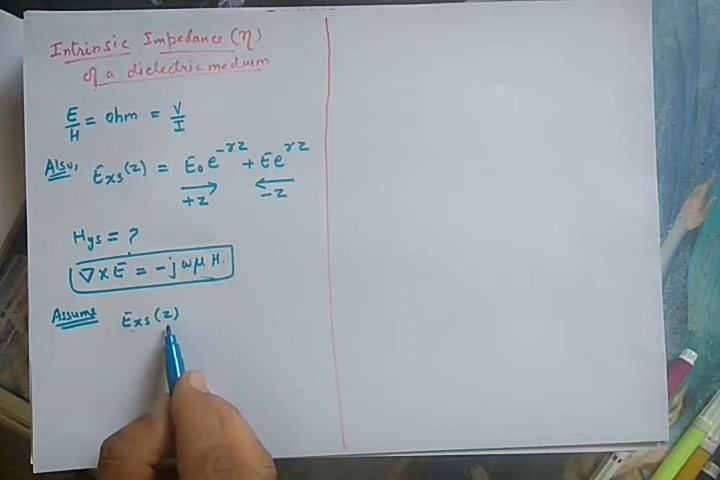 Intrinsic Impedance (η)
of a dielectric medium
E/H = ohm = V/I
Also, Exs(z) = E₀e^-γz + Ee^γz
+z -z
Hys = ?
∇×E = -jωμH.
Assume Exs(z)